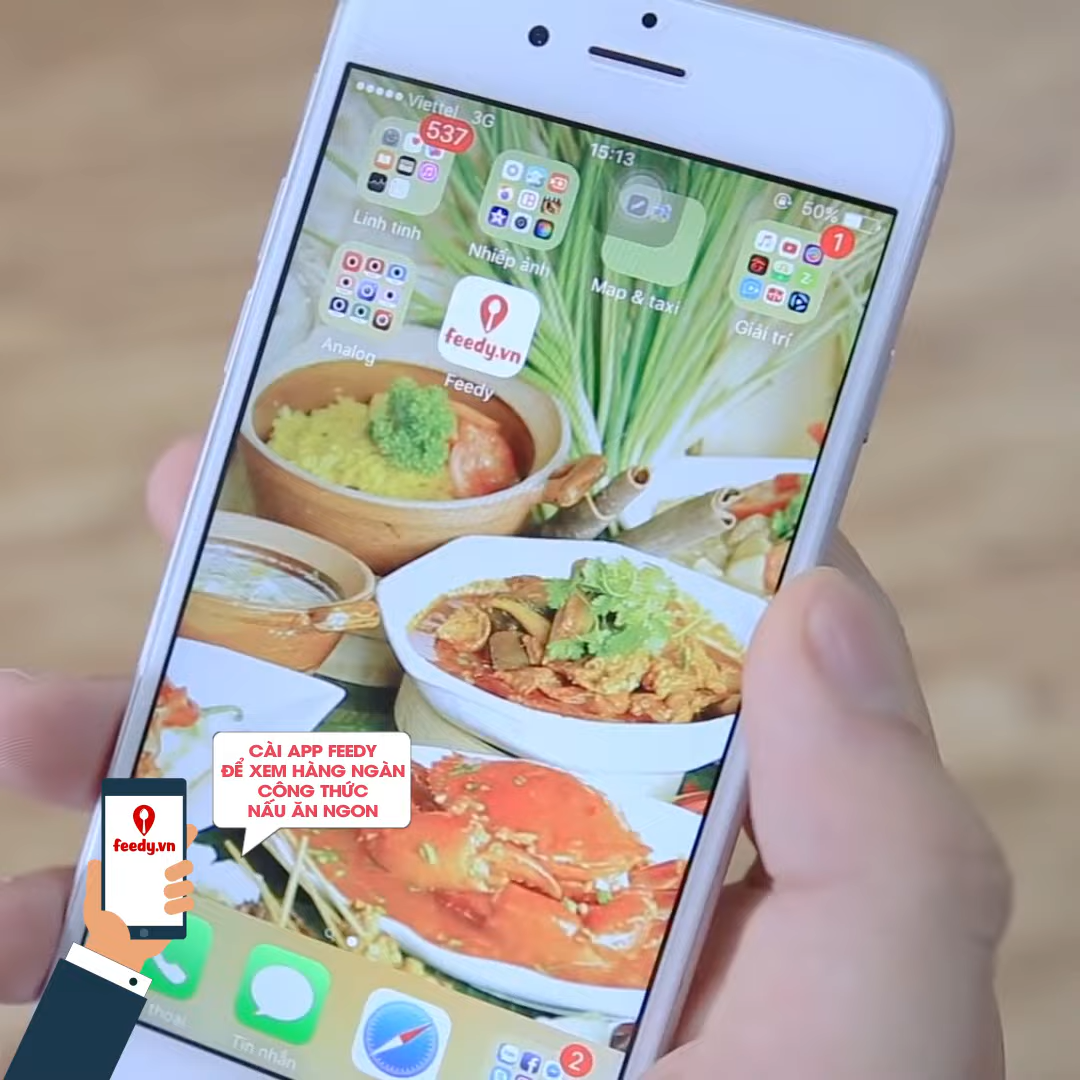 Viettel 3G
15:13
50%
537
1
Linh tinh
Nhiếp ảnh
Map & taxi
Giải trí
feedy.vn
Analog
Feedy
CÀI APP FEEDY
ĐỂ XEM HÀNG NGÀN
CÔNG THỨC
NẤU ĂN NGON
feedy.vn
thoại
Tin nhắn
2